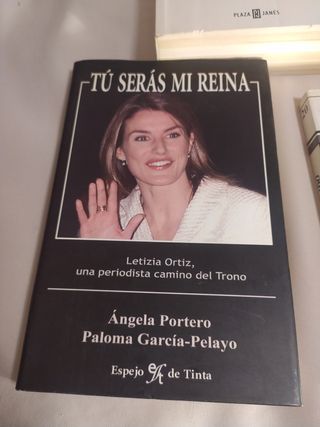 PLAZA JANÉS
TÚ SERÁS MI REINA
Letizia Ortiz,
una periodista camino del Trono
Ángela Portero
Paloma García-Pelayo
Espejo de Tinta